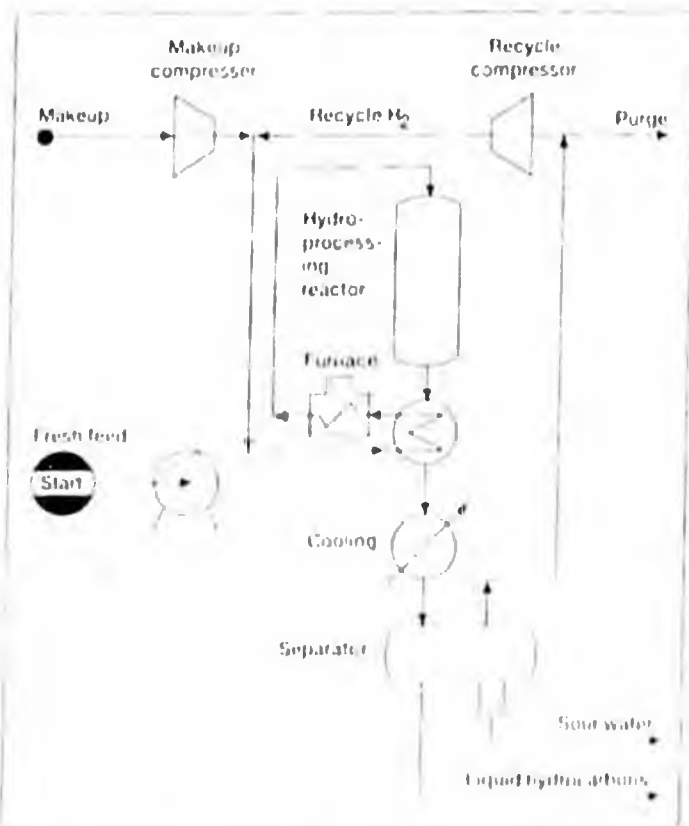 Makeup
compresser
Recycle
compressor
Makeup
Recycle H2
Purge
Hydro-
process-
ing
reactor
Furnace
Fresh feed
Start
Cooling
Separator
Sour water
Liquid hydrocarbons